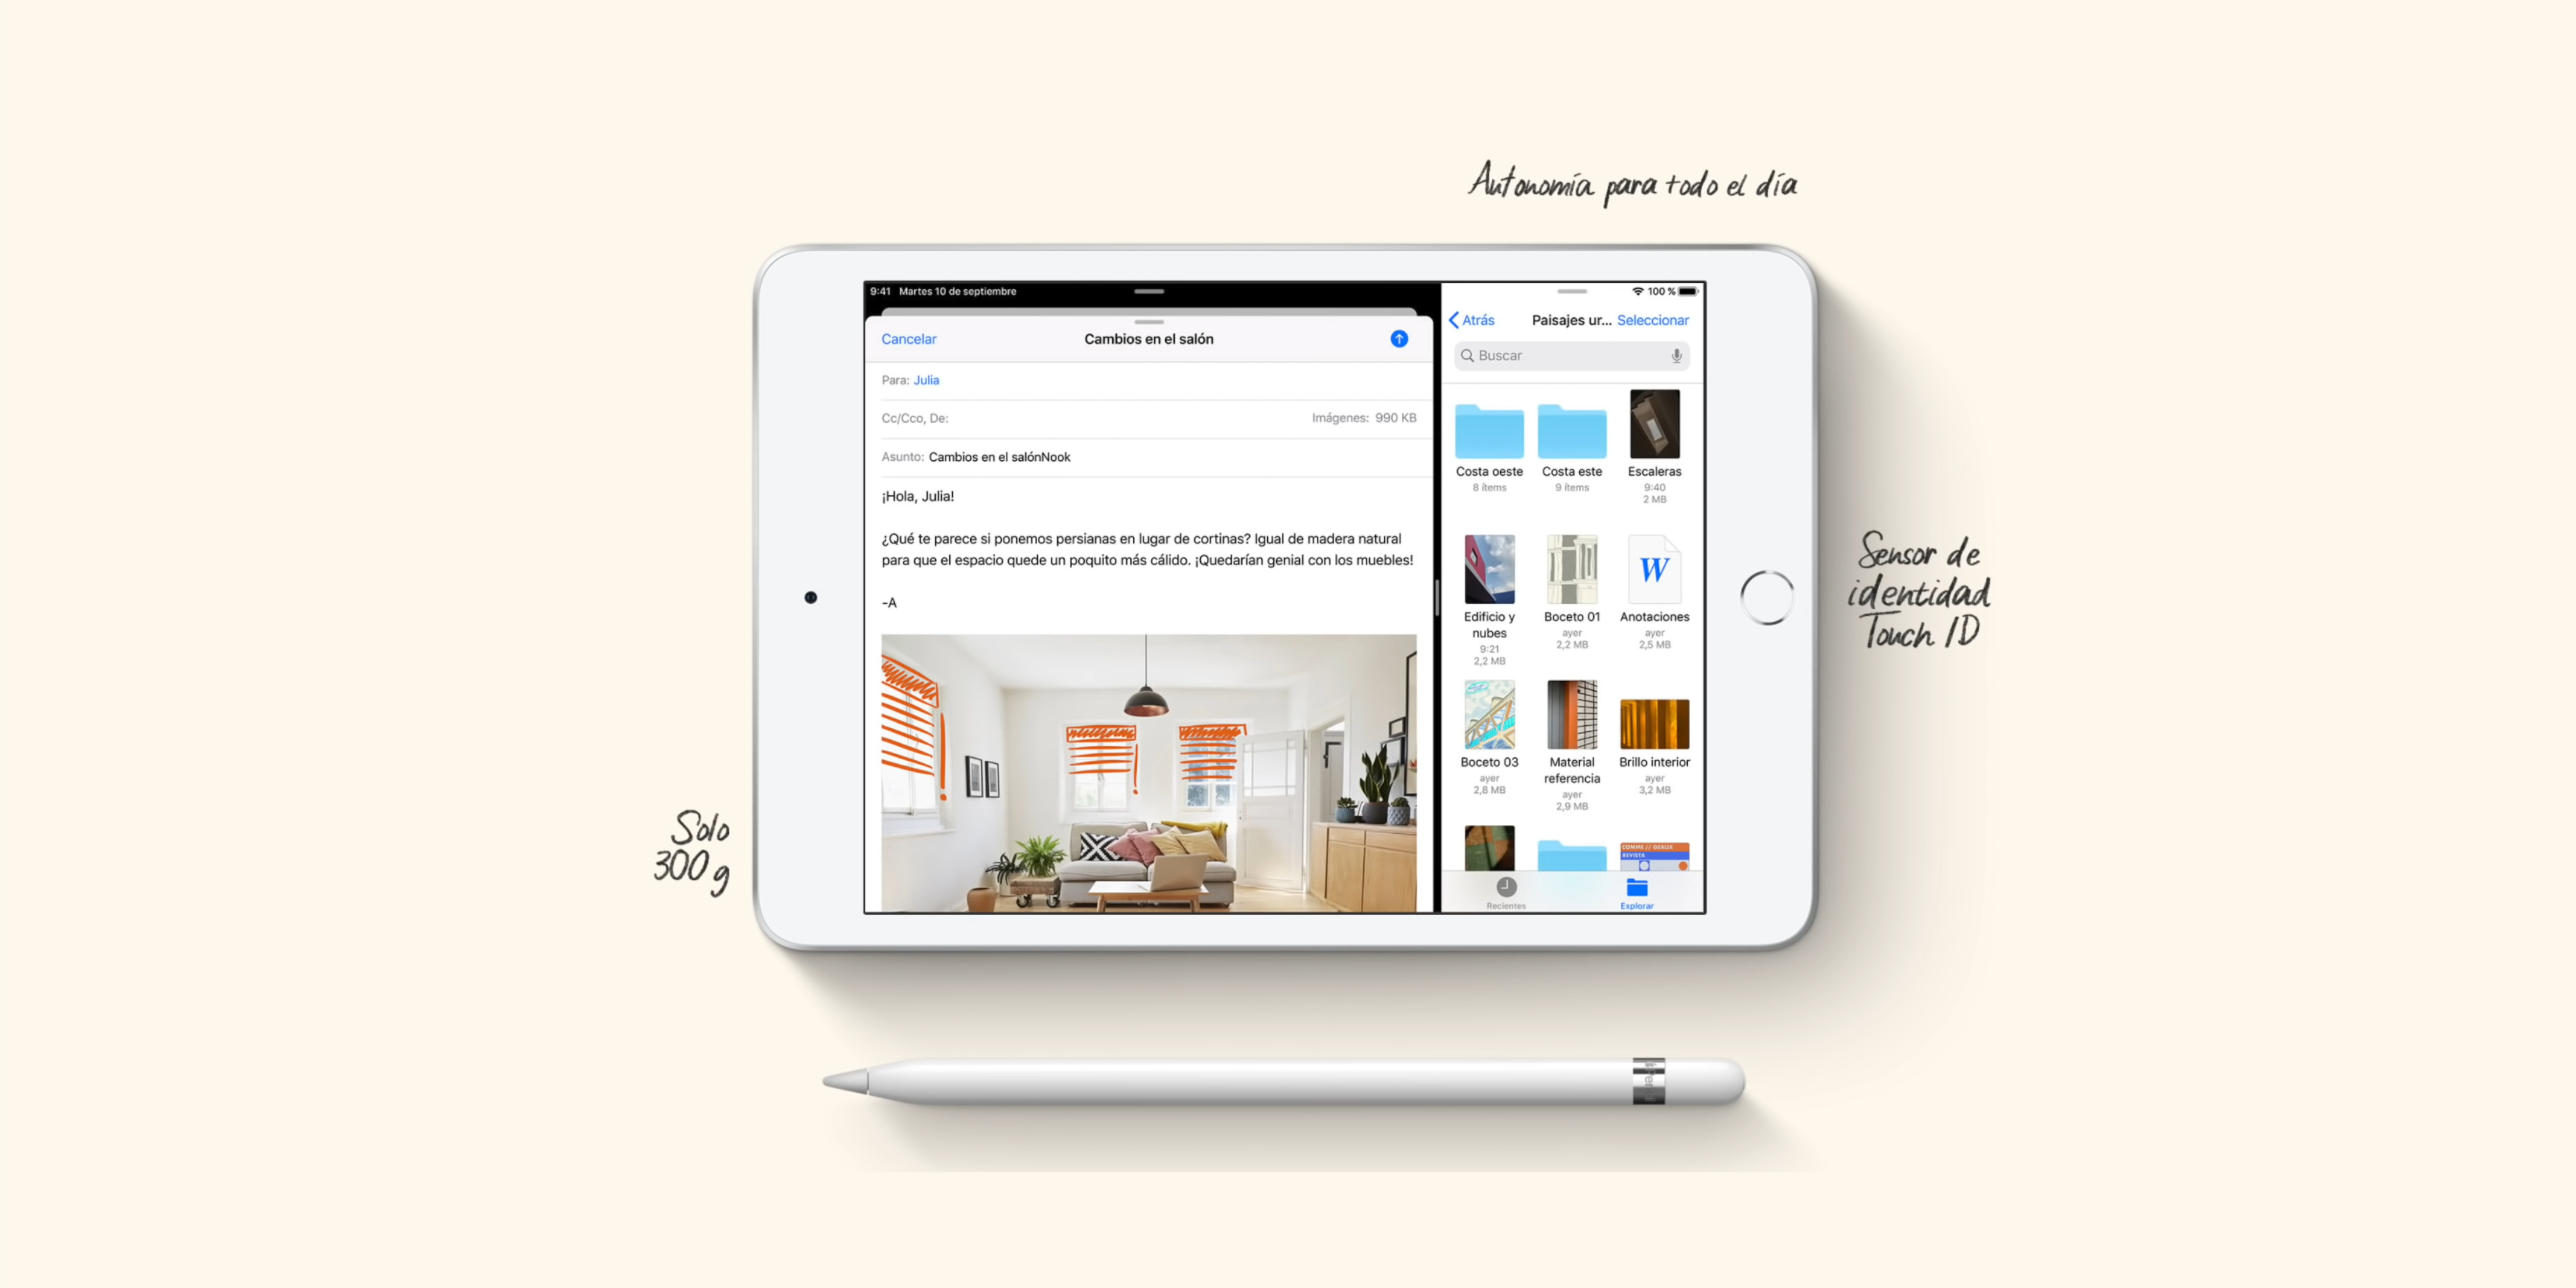 Autonomía para todo el día
9:41 Martes 10 de septiembre
100 %
Cancelar
Cambios en el salón
Para: Julia
Cc/Cco, De:
Imágenes: 990 KB
Asunto: Cambios en el salónNook
¡Hola, Julia!
¿Qué te parece si ponemos persianas en lugar de cortinas? Igual de madera natural
para que el espacio quede un poquito más cálido. ¡Quedarían genial con los muebles!
-A
Atrás
Paisajes ur...
Seleccionar
Buscar
Costa oeste
8 ítems
Costa este
9 ítems
Escaleras
9:40
2 MB
Edificio y
nubes
9:21
2,2 MB
Boceto 01
ayer
2,2 MB
W
Anotaciones
ayer
2,5 MB
Boceto 03
ayer
2,8 MB
Material
referencia
ayer
2,9 MB
Brillo interior
ayer
3,2 MB
COMME // DEAUX
REVISTA
Recientes
Explorar
Sensor de
identidad
Touch ID
Solo
300 g